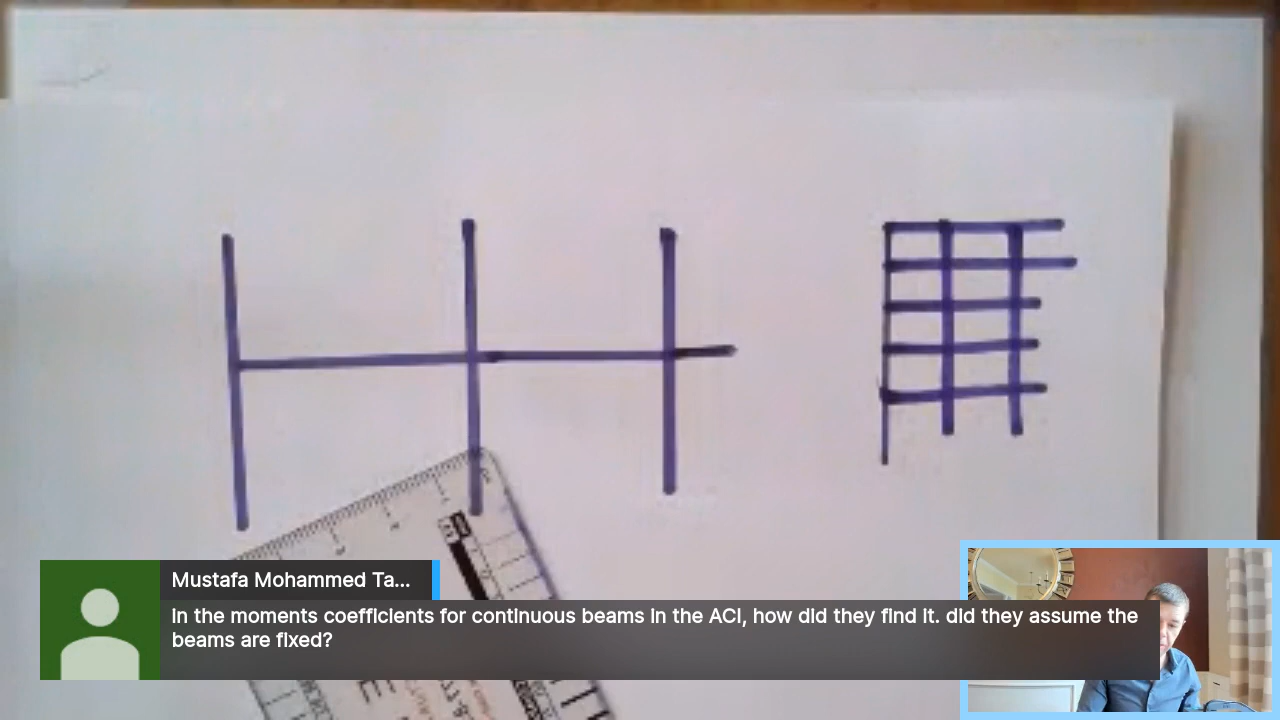 Mustafa Mohammed Ta...
In the moments coefficients for continuous beams in the ACI, how did they find it. did they assume the
beams are fixed?